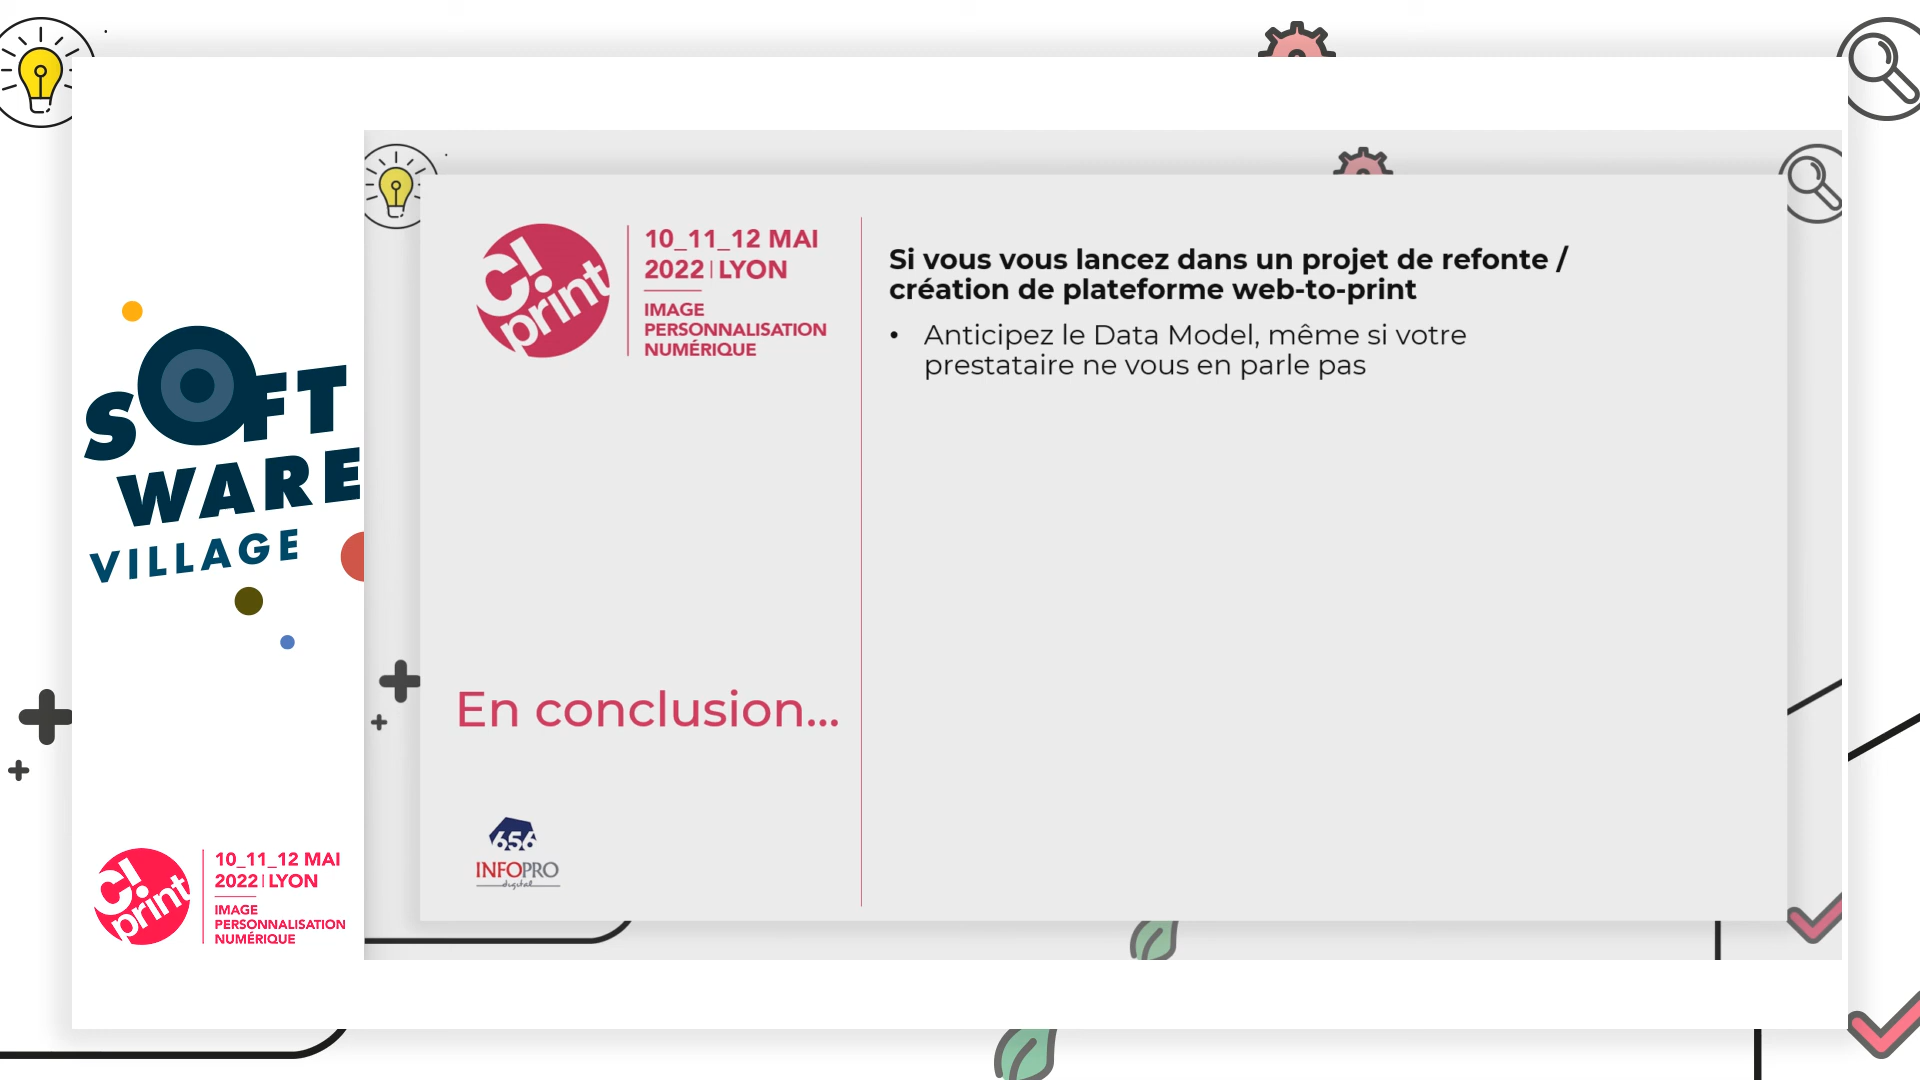 SOFT
WARE
VILLAGE
C!print
10_11_12 MAI
2022 | LYON
IMAGE
PERSONNALISATION
NUMÉRIQUE
C!print
10_11_12 MAI
2022 | LYON
IMAGE
PERSONNALISATION
NUMÉRIQUE
En conclusion...
656
INFOPRO
digital
Si vous vous lancez dans un projet de refonte /
création de plateforme web-to-print
• Anticipez le Data Model, même si votre
prestataire ne vous en parle pas